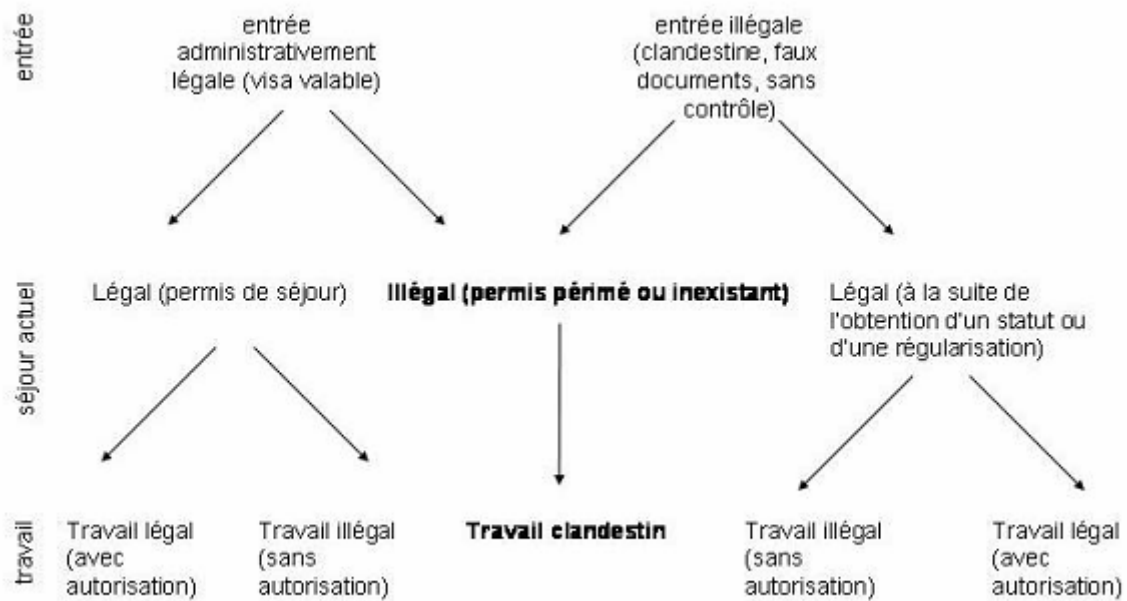 entrée
entrée
administrativement
légale (visa valable)
entrée illégale
(clandestine, faux
documents, sans
contrôle)
séjour actuel
Légal (permis de séjour)
Illégal (permis périmé ou inexistant)
Légal (à la suite de
l'obtention d'un statut ou
d'une régularisation)
travail
Travail légal
(avec
autorisation)
Travail illégal
(sans
autorisation)
Travail clandestin
Travail illégal
(sans
autorisation)
Travail légal
(avec
autorisation)